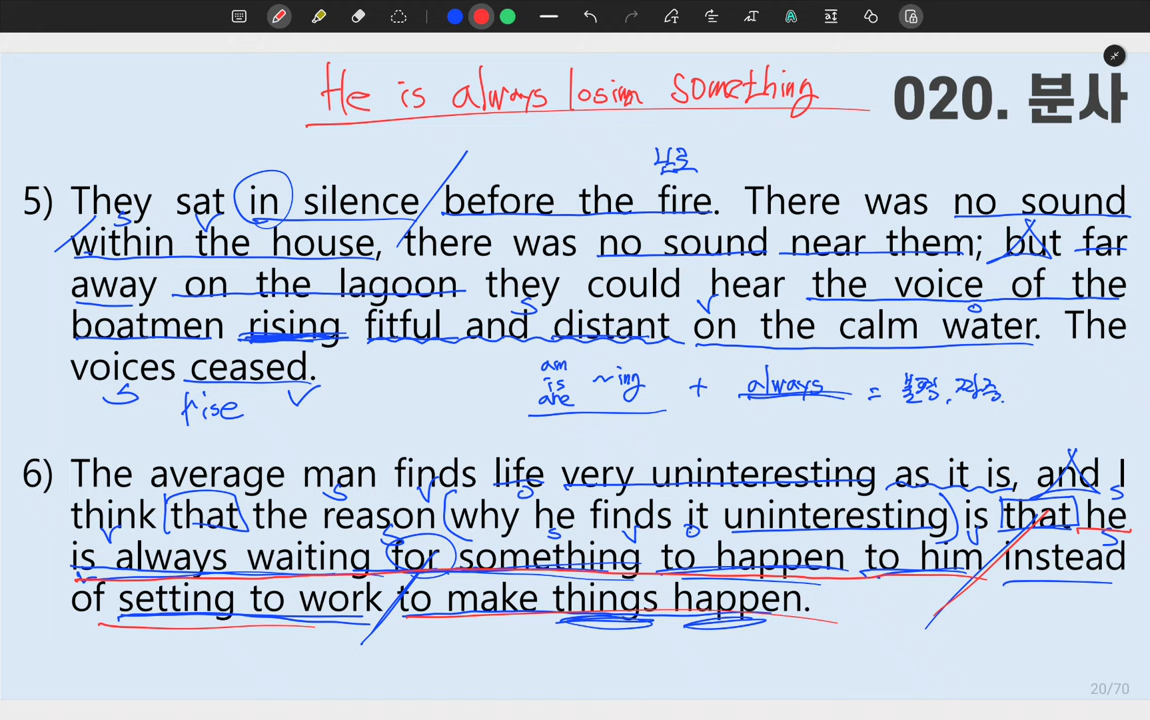 He is always losing something
020. 분사
난로
5) They sat in silence before the fire. There was no sound
within the house, there was no sound near them; but far
away on the lagoon they could hear the voice of the
boatmen rising fitful and distant on the calm water. The
voices ceased.
S V
S V O
S V
rise
am
is ~ing + always = 불평, 짜증.
are
6) The average man finds life very uninteresting as it is, and I
think that the reason why he finds it uninteresting is that he
is always waiting for something to happen to him instead
of setting to work to make things happen.
S V O S
V S S V O V S
20/70